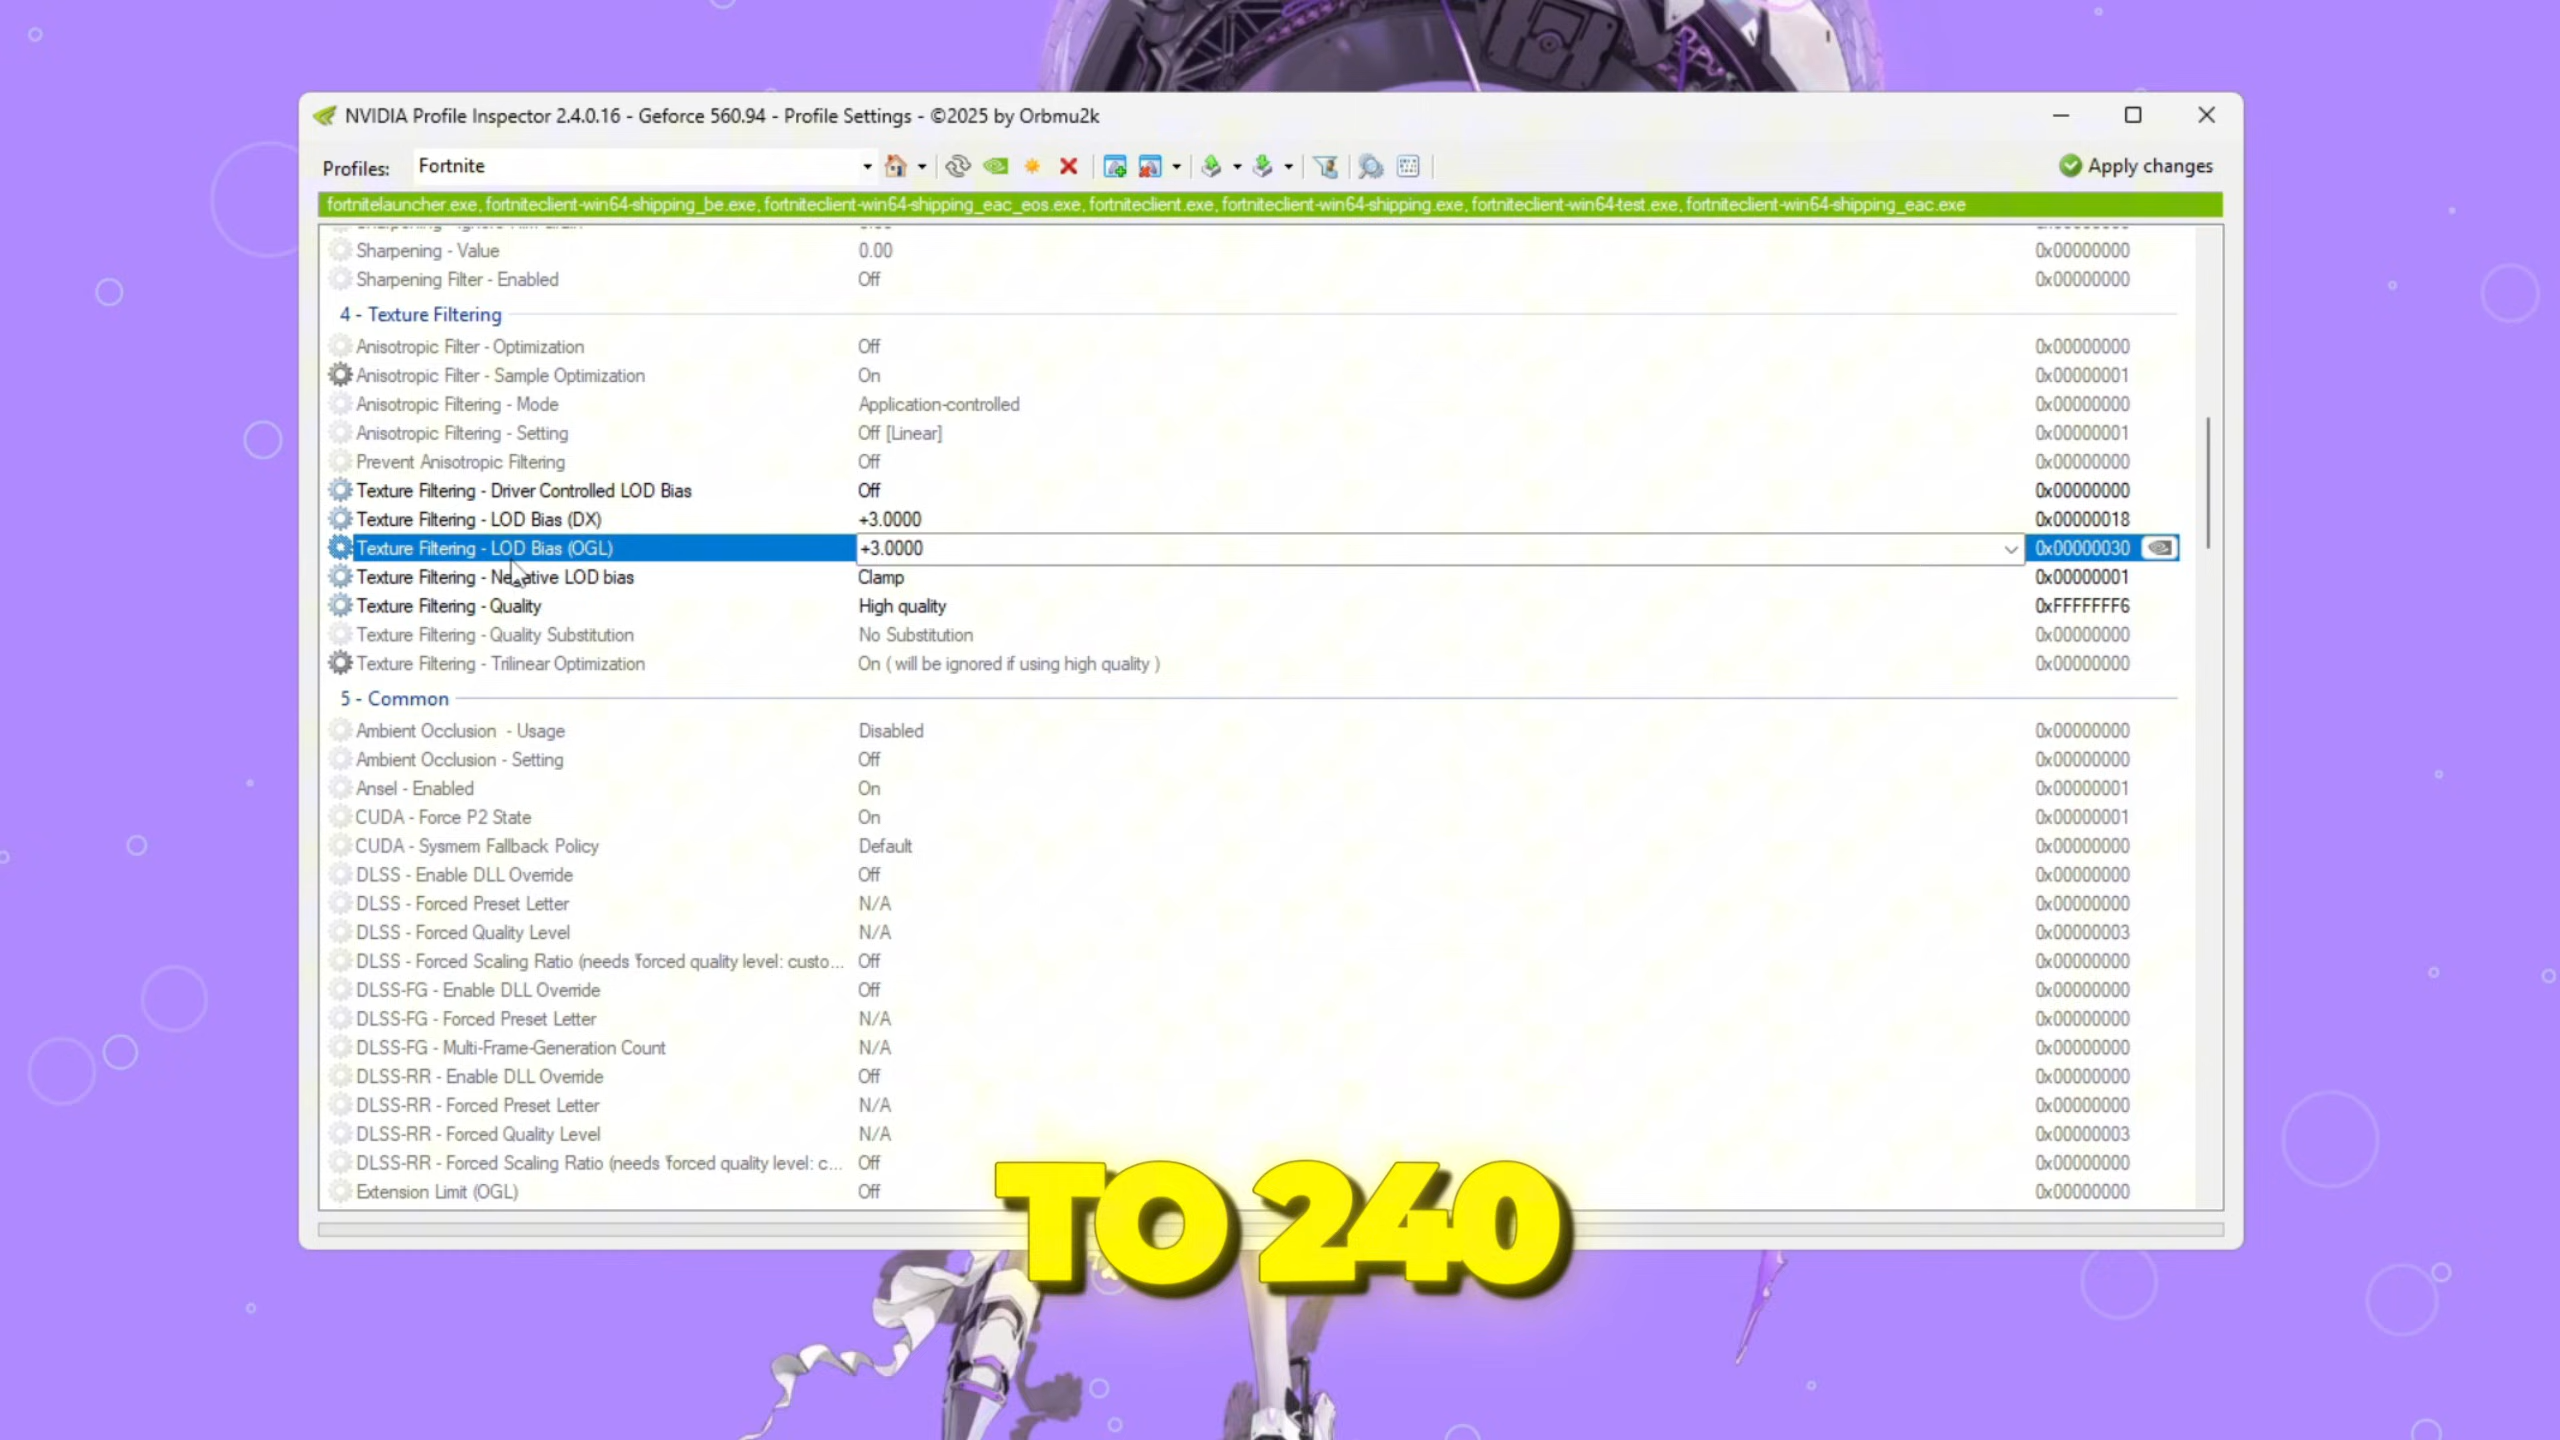 NVIDIA Profile Inspector 2.4.0.16 - Geforce 560.94 - Profile Settings - ©2025 by Orbmu2k
Profiles: Fortnite Apply changes
fortnitelauncher.exe, fortniteclient-win64-shipping_be.exe, fortniteclient-win64-shipping_eac_eos.exe, fortniteclient.exe, fortniteclient-win64-shipping.exe, fortniteclient-win64-test.exe, fortniteclient-win64-shipping_eac.exe
Sharpening - Value 0.00 0x00000000
Sharpening Filter - Enabled Off 0x00000000
4 - Texture Filtering
Anisotropic Filter - Optimization Off 0x00000000
Anisotropic Filter - Sample Optimization On 0x00000001
Anisotropic Filtering - Mode Application-controlled 0x00000000
Anisotropic Filtering - Setting Off [Linear] 0x00000001
Prevent Anisotropic Filtering Off 0x00000000
Texture Filtering - Driver Controlled LOD Bias Off 0x00000000
Texture Filtering - LOD Bias (DX) +3.0000 0x00000018
Texture Filtering - LOD Bias (OGL) +3.0000 0x00000030
Texture Filtering - Negative LOD bias Clamp 0x00000001
Texture Filtering - Quality High quality 0xFFFFFFF6
Texture Filtering - Quality Substitution No Substitution 0x00000000
Texture Filtering - Trilinear Optimization On ( will be ignored if using high quality ) 0x00000000
5 - Common
Ambient Occlusion - Usage Disabled 0x00000000
Ambient Occlusion - Setting Off 0x00000000
Ansel - Enabled On 0x00000001
CUDA - Force P2 State On 0x00000001
CUDA - Sysmem Fallback Policy Default 0x00000000
DLSS - Enable DLL Override Off 0x00000000
DLSS - Forced Preset Letter N/A 0x00000000
DLSS - Forced Quality Level N/A 0x00000003
DLSS - Forced Scaling Ratio (needs 'forced quality level: custo... Off 0x00000000
DLSS-FG - Enable DLL Override Off 0x00000000
DLSS-FG - Forced Preset Letter N/A 0x00000000
DLSS-FG - Multi-Frame-Generation Count N/A 0x00000000
DLSS-RR - Enable DLL Override Off 0x00000000
DLSS-RR - Forced Preset Letter N/A 0x00000000
DLSS-RR - Forced Quality Level N/A 0x00000003
DLSS-RR - Forced Scaling Ratio (needs 'forced quality level: c... Off 0x00000000
Extension Limit (OGL) Off 0x00000000
TO 240